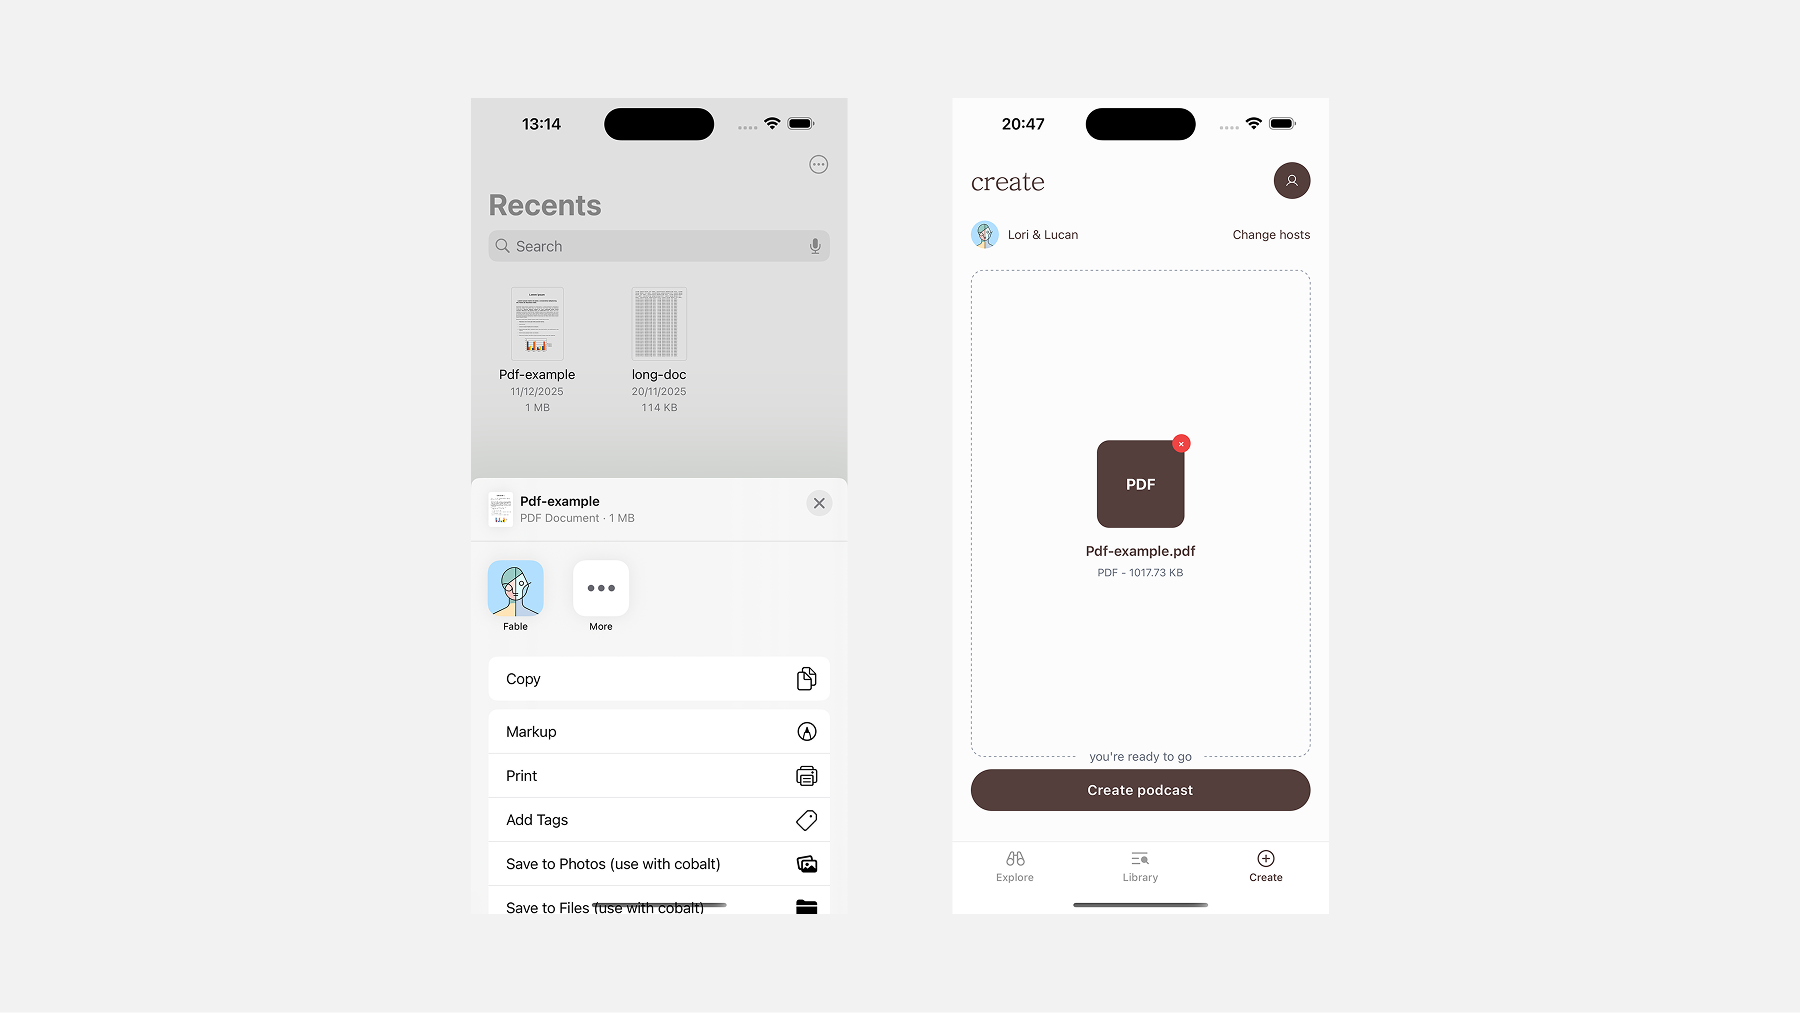 13:14
Recents
Search
Pdf-example
11/12/2025
1 MB
long-doc
20/11/2025
114 KB
Pdf-example
PDF Document · 1 MB
Fable
More
Copy
Markup
Print
Add Tags
Save to Photos (use with cobalt)
Save to Files (use with cobalt)
20:47
create
Lori & Lucan
Change hosts
PDF
Pdf-example.pdf
PDF - 1017.73 KB
you're ready to go
Create podcast
Explore
Library
Create